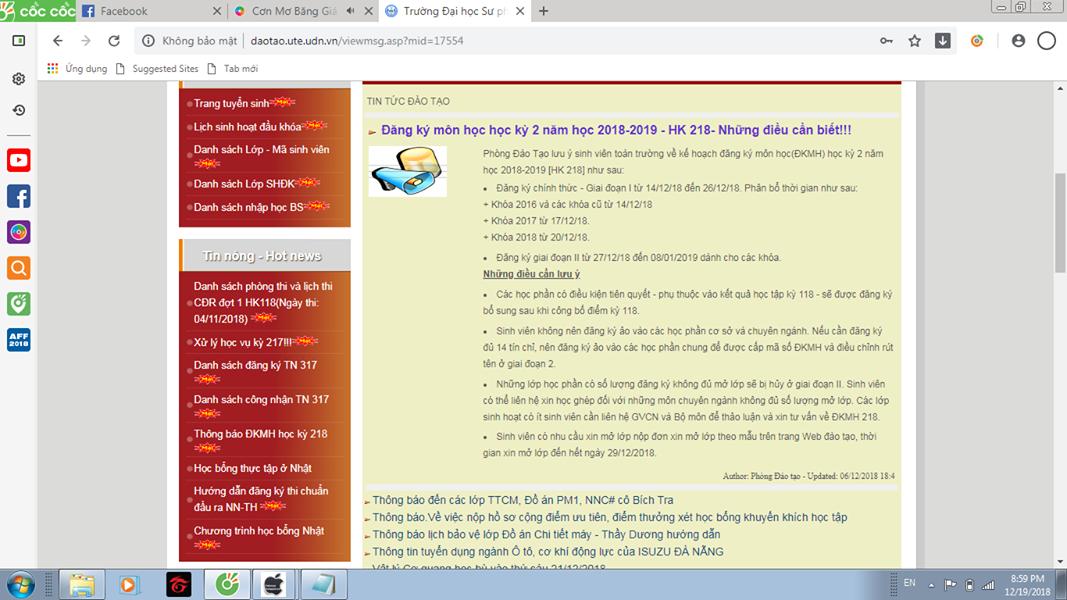 cốc cốc
Facebook
Cơn Mơ Băng Giá
Trường Đại học Sư ph
Không bảo mật
daotao.ute.udn.vn/viewmsg.asp?mid=17554
Ứng dụng
Suggested Sites
Tab mới
AFF 2018
Trang tuyển sinh
Lịch sinh hoạt đầu khóa
Danh sách Lớp - Mã sinh viên
Danh sách Lớp SHĐK
Danh sách nhập học BS
Tin nóng - Hot news
Danh sách phòng thi và lịch thi
CĐR đợt 1 HK118(Ngày thi:
04/11/2018)
Xử lý học vụ kỳ 217!!!
Danh sách đăng ký TN 317
Danh sách công nhận TN 317
Thông báo ĐKMH học kỳ 218
Học bổng thực tập ở Nhật
Hướng dẫn đăng ký thi chuẩn
đầu ra NN-TH
Chương trình học bổng Nhật
TIN TỨC ĐÀO TẠO
Đăng ký môn học học kỳ 2 năm học 2018-2019 - HK 218- Những điều cần biết!!!
Phòng Đào Tạo lưu ý sinh viên toàn trường về kế hoạch đăng ký môn học(ĐKMH) học kỳ 2 năm
học 2018-2019 [HK 218] như sau:
• Đăng ký chính thức - Giai đoạn I từ 14/12/18 đến 26/12/18. Phân bổ thời gian như sau:
+ Khóa 2016 và các khóa cũ từ 14/12/18
+ Khóa 2017 từ 17/12/18.
+ Khóa 2018 từ 20/12/18.
• Đăng ký giai đoạn II từ 27/12/18 đến 08/01/2019 dành cho các khóa.
Những điều cần lưu ý
• Các học phần có điều kiện tiên quyết - phụ thuộc vào kết quả học tập kỳ 118 - sẽ được đăng ký
bổ sung sau khi công bố điểm kỳ 118.
• Sinh viên không nên đăng ký ảo vào các học phần cơ sở và chuyên ngành. Nếu cần đăng ký
đủ 14 tín chỉ, nên đăng ký ảo vào các học phần chung để được cấp mã số ĐKMH và điều chỉnh rút
tên ở giai đoạn 2.
• Những lớp học phần có số lượng đăng ký không đủ mở lớp sẽ bị hủy ở giai đoạn II. Sinh viên
có thể liên hệ xin học ghép đối với những môn chuyên ngành không đủ số lượng mở lớp. Các lớp
sinh hoạt có ít sinh viên cần liên hệ GVCN và Bộ môn để thảo luận và xin tư vấn về ĐKMH 218.
• Sinh viên có nhu cầu xin mở lớp nộp đơn xin mở lớp theo mẫu trên trang Web đào tạo, thời
gian xin mở lớp đến hết ngày 29/12/2018.
Author: Phòng Đào tạo - Updated: 06/12/2018 18:4
Thông báo đến các lớp TTCM, Đồ án PM1, NNC# cô Bích Tra
Thông báo.Về việc nộp hồ sơ cộng điểm ưu tiên, điểm thưởng xét học bổng khuyến khích học tập
Thông báo lịch bảo vệ lớp Đồ án Chi tiết máy - Thầy Dương hướng dẫn
Thông tin tuyển dụng ngành Ô tô, cơ khí động lực của ISUZU ĐÀ NẴNG
Vật lý Cơ quang học bù vào thứ sáu 21/12/2018
EN
8:59 PM
12/19/2018